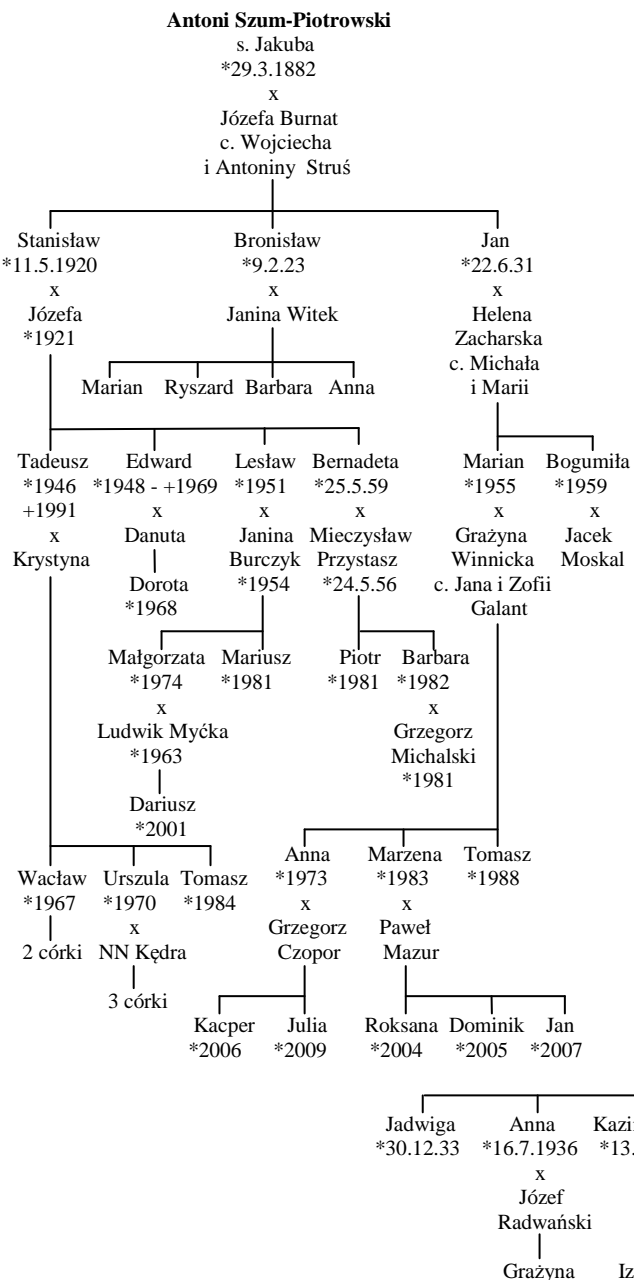 Antoni Szum-Piotrowski
s. Jakuba
*29.3.1882
x
Józefa Burnat
c. Wojciecha
i Antoniny Struś
Stanisław Bronisław Jan
*11.5.1920 *9.2.23 *22.6.31
x x x
Józefa Janina Witek Helena
*1921 Zacharska
c. Michała
Marian Ryszard Barbara Anna i Marii
Tadeusz Edward Lesław Bernadeta Marian Bogumiła
*1946 *1948 - +1969 *1951 *25.5.59 *1955 *1959
+1991 x x x x x
x Danuta Janina Mieczysław Grażyna Jacek
Krystyna Burczyk Przystasz Winnicka Moskal
Dorota *1954 *24.5.56 c. Jana i Zofii
*1968 Galant
Małgorzata Mariusz Piotr Barbara
*1974 *1981 *1981 *1982
x x
Ludwik Myćka Grzegorz
*1963 Michalski
*1981
Dariusz
*2001
Anna Marzena Tomasz
Wacław Urszula Tomasz *1973 *1983 *1988
*1967 *1970 *1984 x x
x Grzegorz Paweł
2 córki NN Kędra Czopor Mazur
3 córki
Kacper Julia Roksana Dominik Jan
*2006 *2009 *2004 *2005 *2007
Jadwiga Anna Kazi
*30.12.33 *16.7.1936 *13.
x
Józef
Radwański
Grażyna Iz